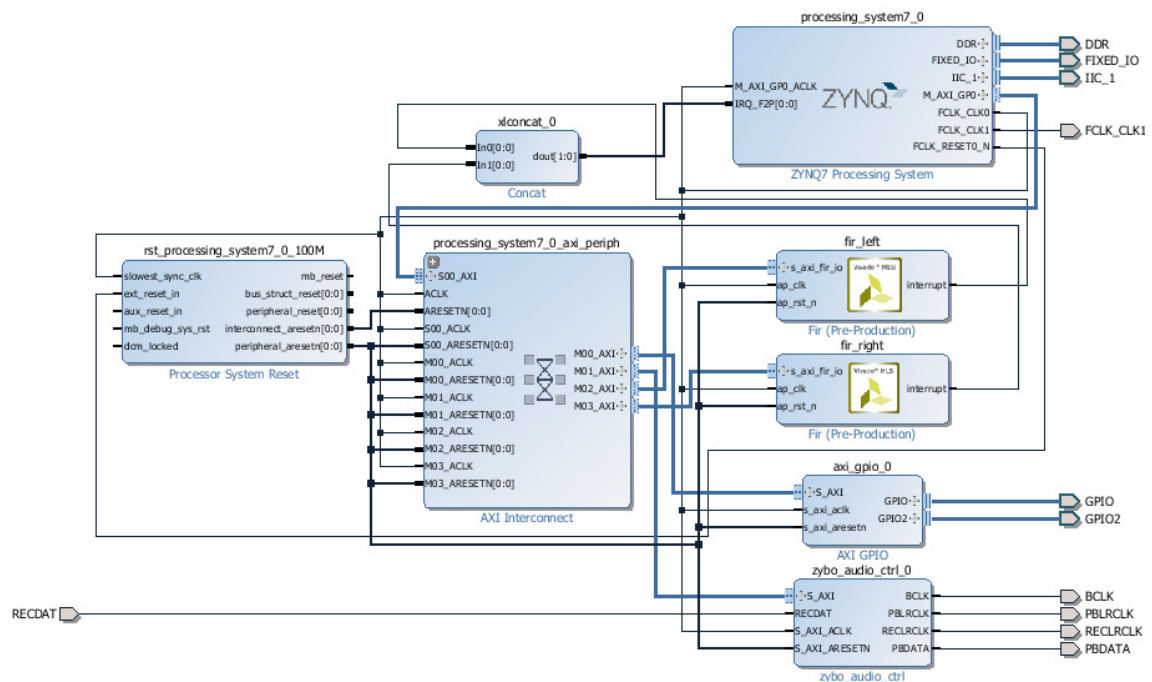 processing_system7_0
DDR
FIXED_IO
IIC_1
M_AXI_GP0
FCLK_CLK0
FCLK_CLK1
FCLK_RESET0_N
M_AXI_GP0_ACLK
IRQ_F2P[0:0]
ZYNQ
ZYNQ7 Processing System
DDR
FIXED_IO
IIC_1
FCLK_CLK1
xlconcat_0
In0[0:0]
In1[0:0]
dout[1:0]
Concat
rst_processing_system7_0_100M
slowest_sync_clk
ext_reset_in
aux_reset_in
mb_debug_sys_rst
dcm_locked
mb_reset
bus_struct_reset[0:0]
peripheral_reset[0:0]
interconnect_aresetn[0:0]
peripheral_aresetn[0:0]
Processor System Reset
processing_system7_0_axi_periph
S00_AXI
ACLK
ARESETN[0:0]
S00_ACLK
S00_ARESETN[0:0]
M00_ACLK
M00_ARESETN[0:0]
M01_ACLK
M01_ARESETN[0:0]
M02_ACLK
M02_ARESETN[0:0]
M03_ACLK
M03_ARESETN[0:0]
M00_AXI
M01_AXI
M02_AXI
M03_AXI
AXI Interconnect
fir_left
s_axi_fir_io
ap_clk
ap_rst_n
Vivado™ HLS
interrupt
Fir (Pre-Production)
fir_right
s_axi_fir_io
ap_clk
ap_rst_n
Vivado™ HLS
interrupt
Fir (Pre-Production)
axi_gpio_0
S_AXI
s_axi_aclk
s_axi_aresetn
GPIO
GPIO2
AXI GPIO
GPIO
GPIO2
zybo_audio_ctrl_0
S_AXI
RECDAT
S_AXI_ACLK
S_AXI_ARESETN
BCLK
PBLRCLK
RECLRCLK
PBDATA
zybo_audio_ctrl
RECDAT
BCLK
PBLRCLK
RECLRCLK
PBDATA